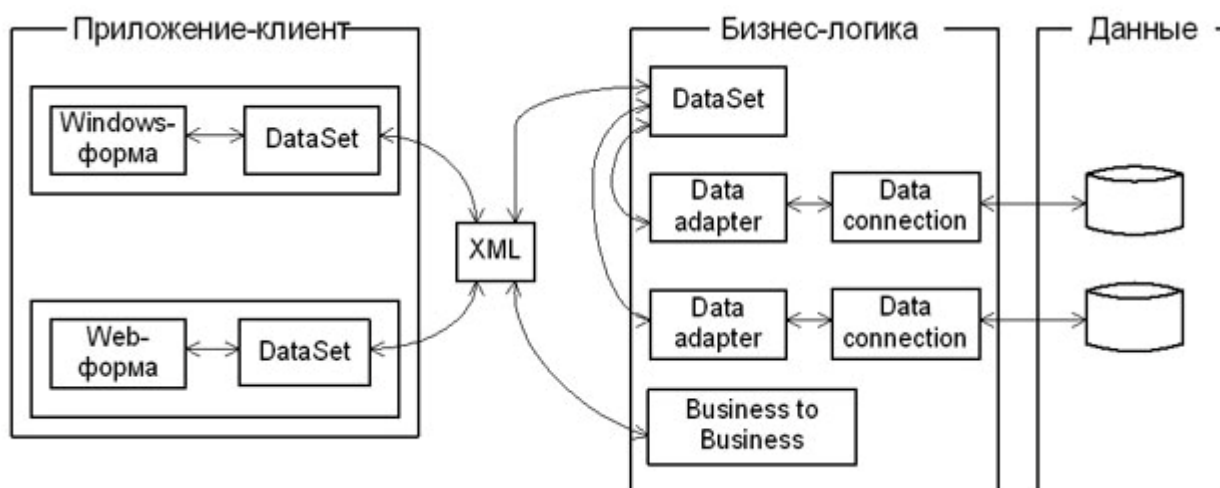 Приложение-клиент
Windows-
форма
DataSet
Web-
форма
DataSet
XML
Бизнес-логика
DataSet
Data
adapter
Data
connection
Data
adapter
Data
connection
Business to
Business
Данные